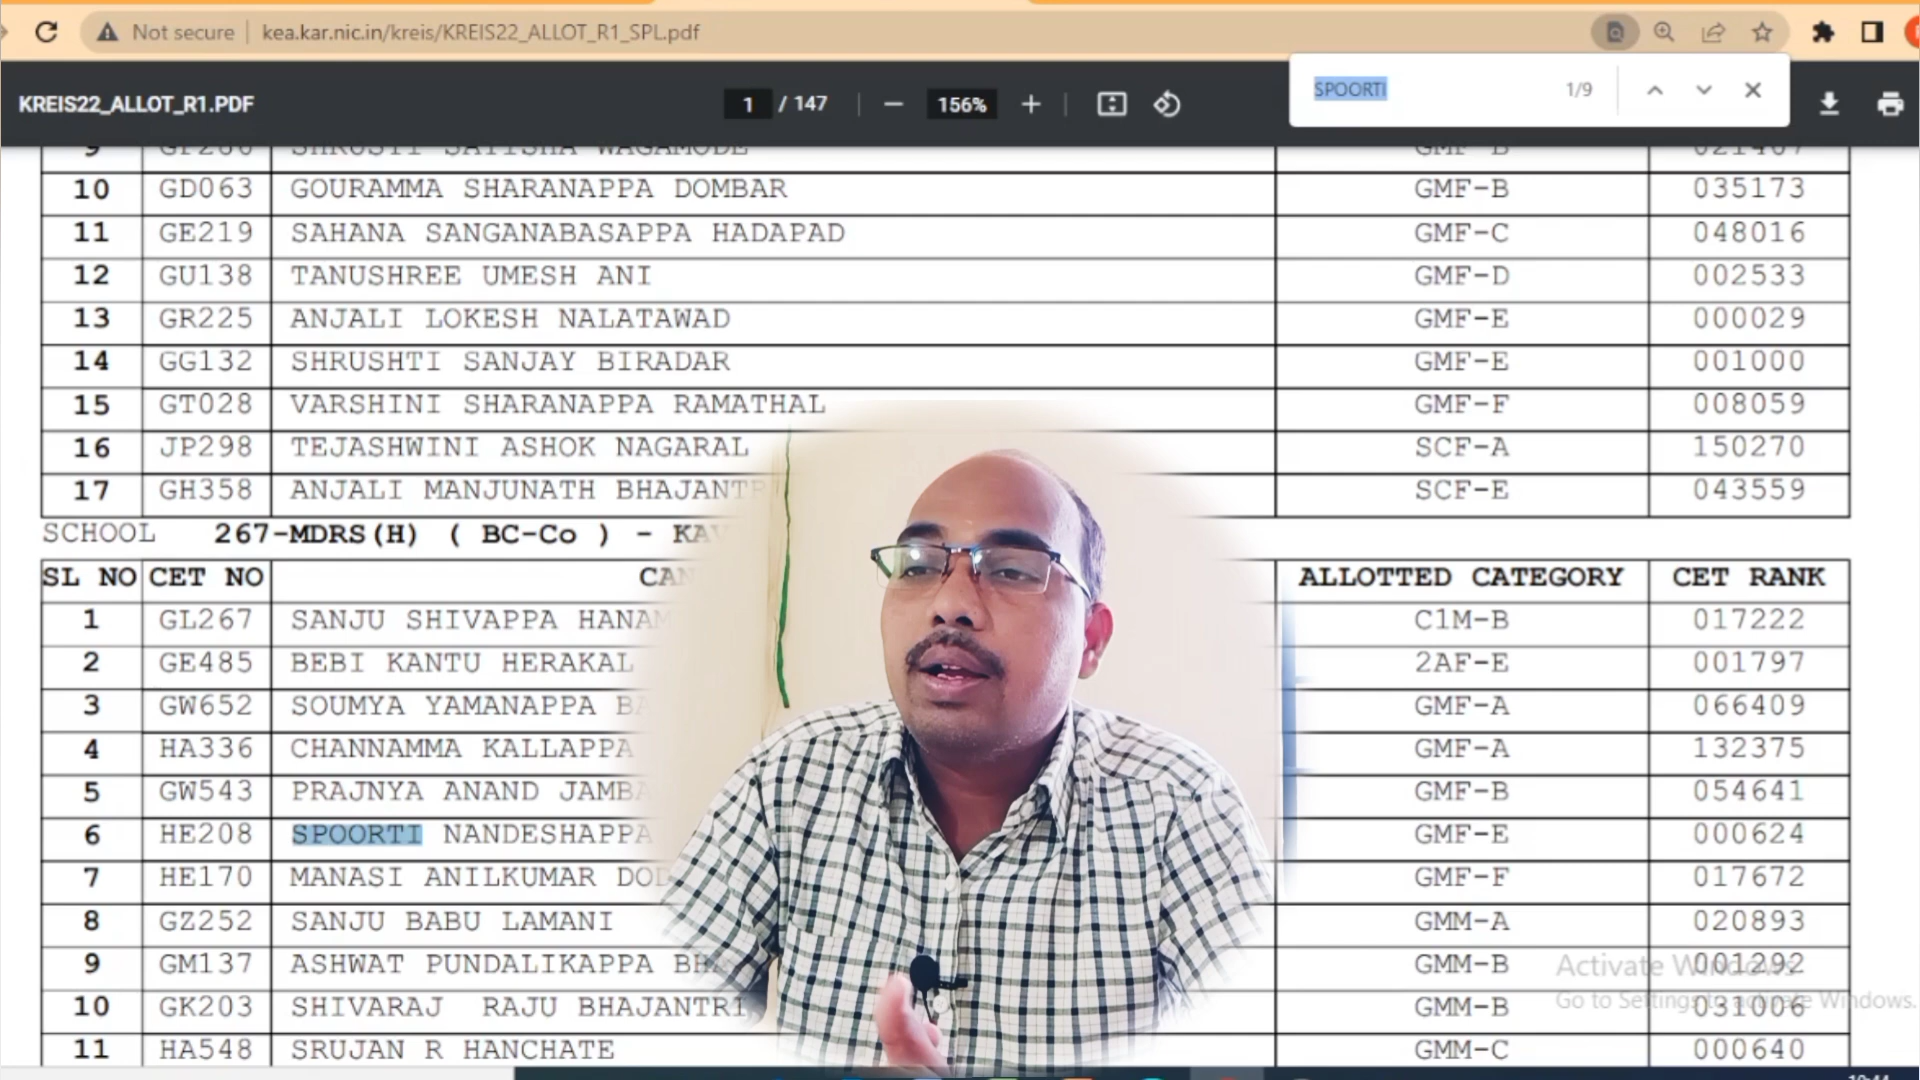 Not secure kea.kar.nic.in/kreis/KREIS22_ALLOT_R1_SPL.pdf
KREIS22_ALLOT_R1.PDF 1 / 147 156% SPOORTI 1/9
10 GD063 GOURAMMA SHARANAPPA DOMBAR GMF-B 035173
11 GE219 SAHANA SANGANABASAPPA HADAPAD GMF-C 048016
12 GU138 TANUSHREE UMESH ANI GMF-D 002533
13 GR225 ANJALI LOKESH NALATAWAD GMF-E 000029
14 GG132 SHRUSHTI SANJAY BIRADAR GMF-E 001000
15 GT028 VARSHINI SHARANAPPA RAMATHAL GMF-F 008059
16 JP298 TEJASHWINI ASHOK NAGARAL SCF-A 150270
17 GH358 ANJALI MANJUNATH SCF-E 043559
SCHOOL 267-MDRS(H) ( BC-Co ) -
SL NO CET NO ALLOTTED CATEGORY CET RANK
1 GL267 SANJU SHIVAPPA C1M-B 017222
2 GE485 BEBI KANTU HERAKAL 2AF-E 001797
3 GW652 SOUMYA YAMANAPPA GMF-A 066409
4 HA336 CHANNAMMA KALLAPPA GMF-A 132375
5 GW543 PRAJNYA ANAND GMF-B 054641
6 HE208 SPOORTI NANDESHAPPA GMF-E 000624
7 HE170 MANASI ANILKUMAR GMF-F 017672
8 GZ252 SANJU BABU LAMANI GMM-A 020893
9 GM137 ASHWAT PUNDALIKAPPA GMM-B 001292
10 GK203 SHIVARAJ RAJU BHAJANTRI GMM-B 031006
11 HA548 SRUJAN R HANCHATE GMM-C 000640
Activate Windows
Go to Settings to activate Windows.